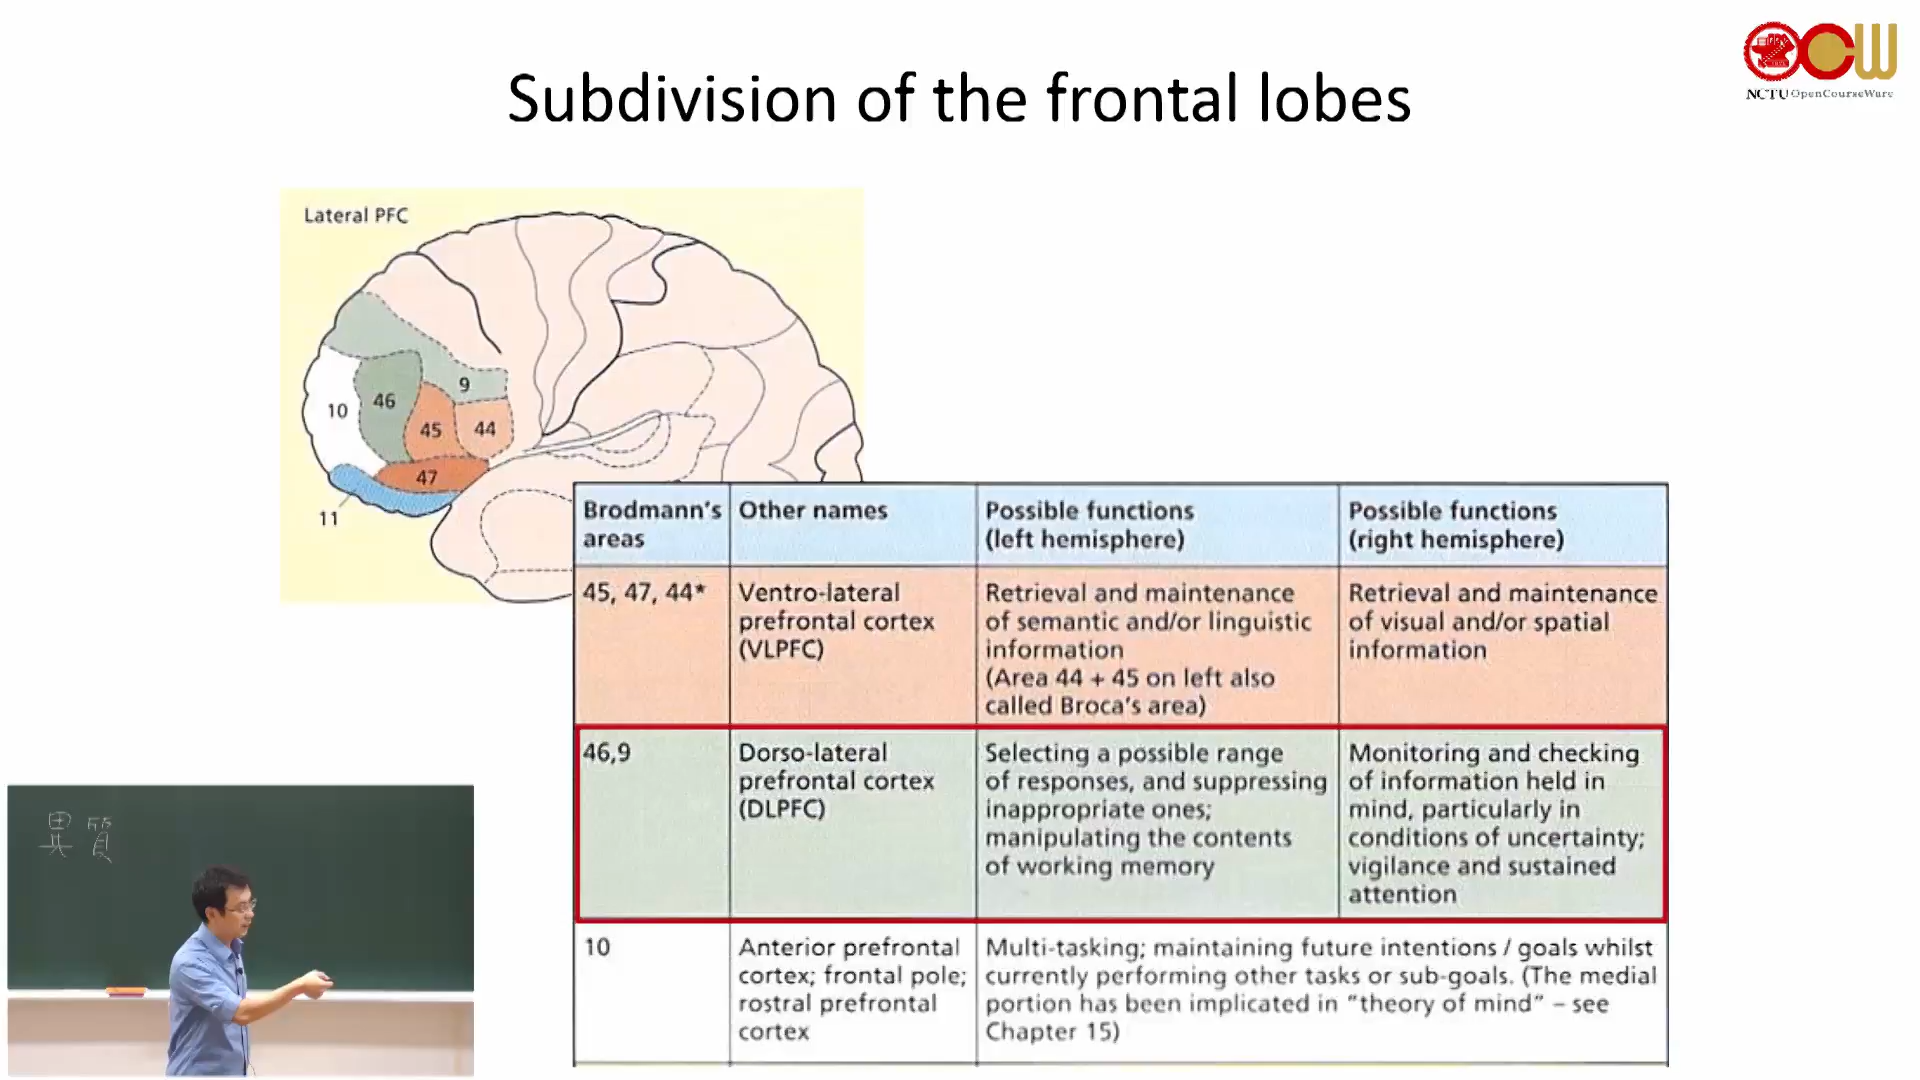 NCTU OpenCourseWare
Subdivision of the frontal lobes
Lateral PFC
9
10
46
45
44
47
11
Brodmann's areas
Other names
Possible functions
(left hemisphere)
Possible functions
(right hemisphere)
45, 47, 44*
Ventro-lateral
prefrontal cortex
(VLPFC)
Retrieval and maintenance
of semantic and/or linguistic
information
(Area 44 + 45 on left also
called Broca's area)
Retrieval and maintenance
of visual and/or spatial
information
46,9
Dorso-lateral
prefrontal cortex
(DLPFC)
Selecting a possible range
of responses, and suppressing
inappropriate ones;
manipulating the contents
of working memory
Monitoring and checking
of information held in
mind, particularly in
conditions of uncertainty;
vigilance and sustained
attention
10
Anterior prefrontal
cortex; frontal pole;
rostral prefrontal
cortex
Multi-tasking; maintaining future intentions / goals whilst
currently performing other tasks or sub-goals. (The medial
portion has been implicated in "theory of mind" – see
Chapter 15)
異質